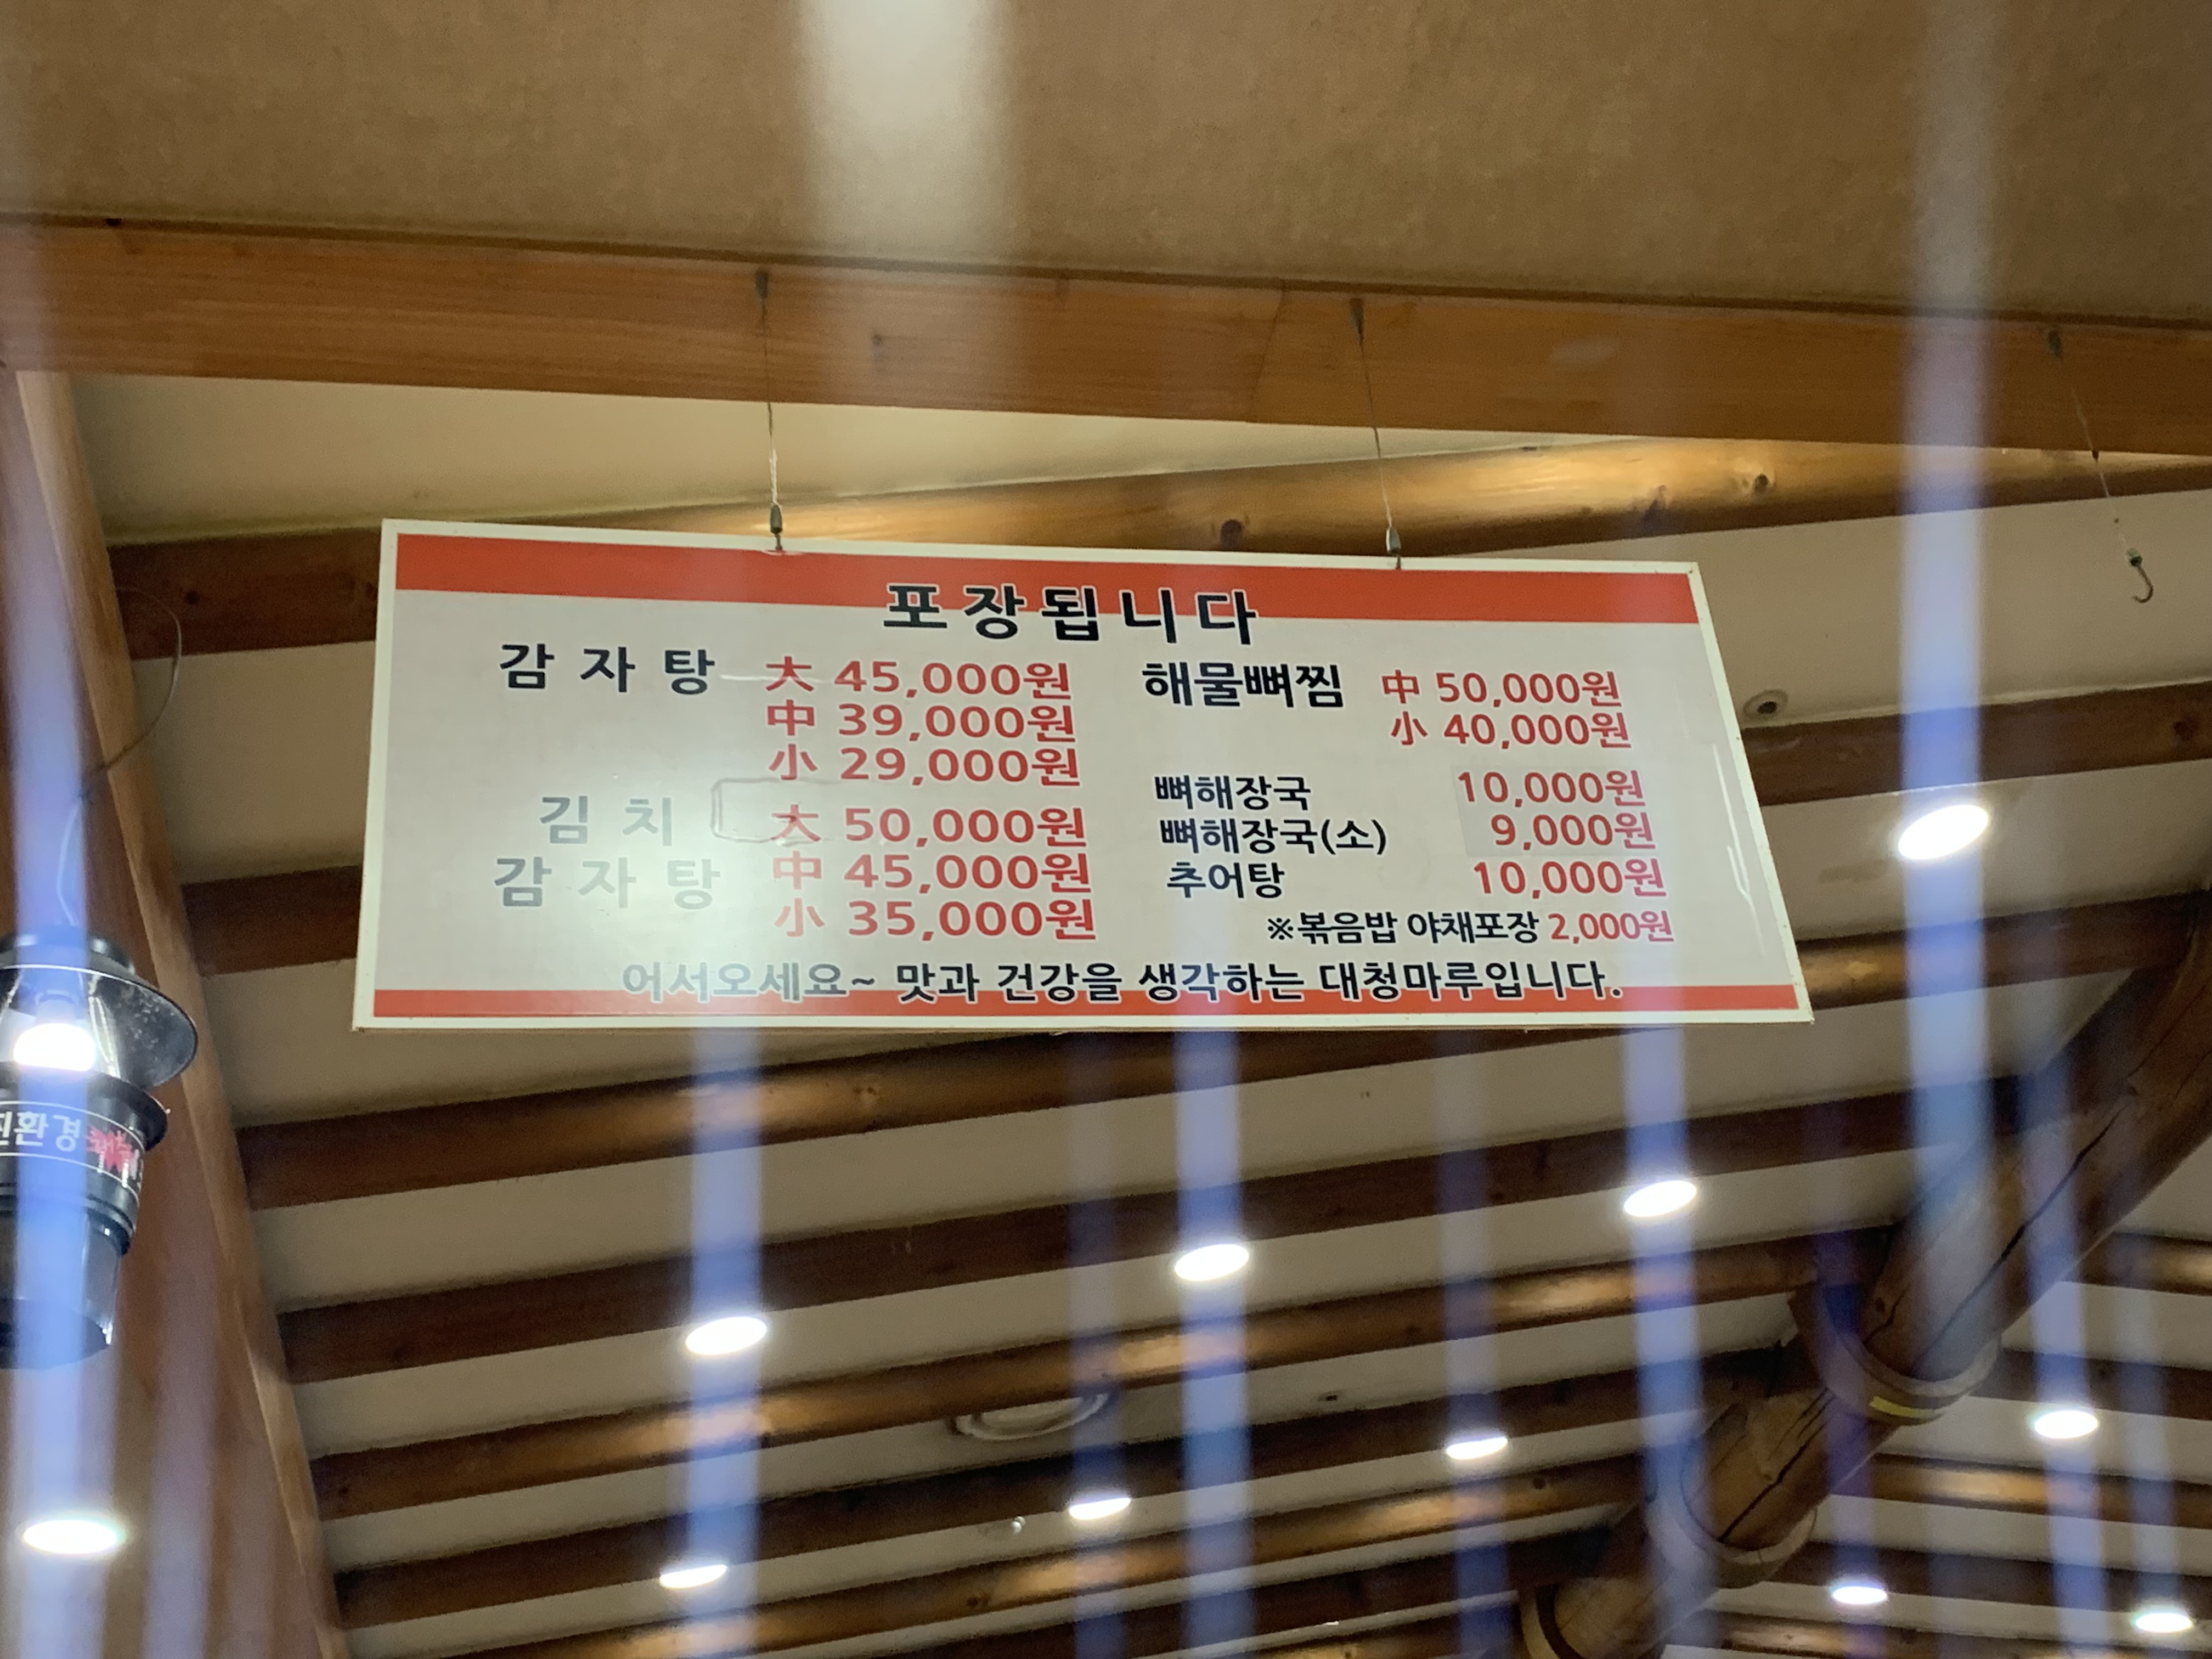 포장됩니다
감자탕 大 45,000원
中 39,000원
小 29,000원
김치
감자탕
大 50,000원
中 45,000원
小 35,000원
해물뼈찜 中 50,000원
小 40,000원
뼈해장국 10,000원
뼈해장국(소) 9,000원
추어탕 10,000원
※볶음밥 야채포장 2,000원
어서오세요~ 맛과 건강을 생각하는 대청마루입니다.